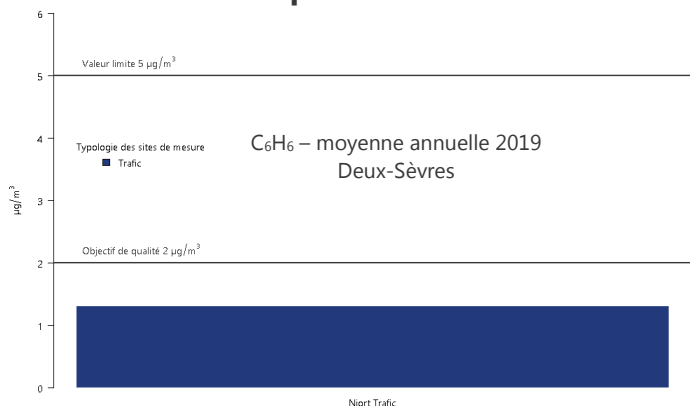 6
Valeur limite 5 µg/m³
5
C₆H₆ – moyenne annuelle 2019
Deux-Sèvres
4
Typologie des sites de mesure
Trafic
µg/m³
3
Objectif de qualité 2 µg/m³
2
1
0
Niort Trafic